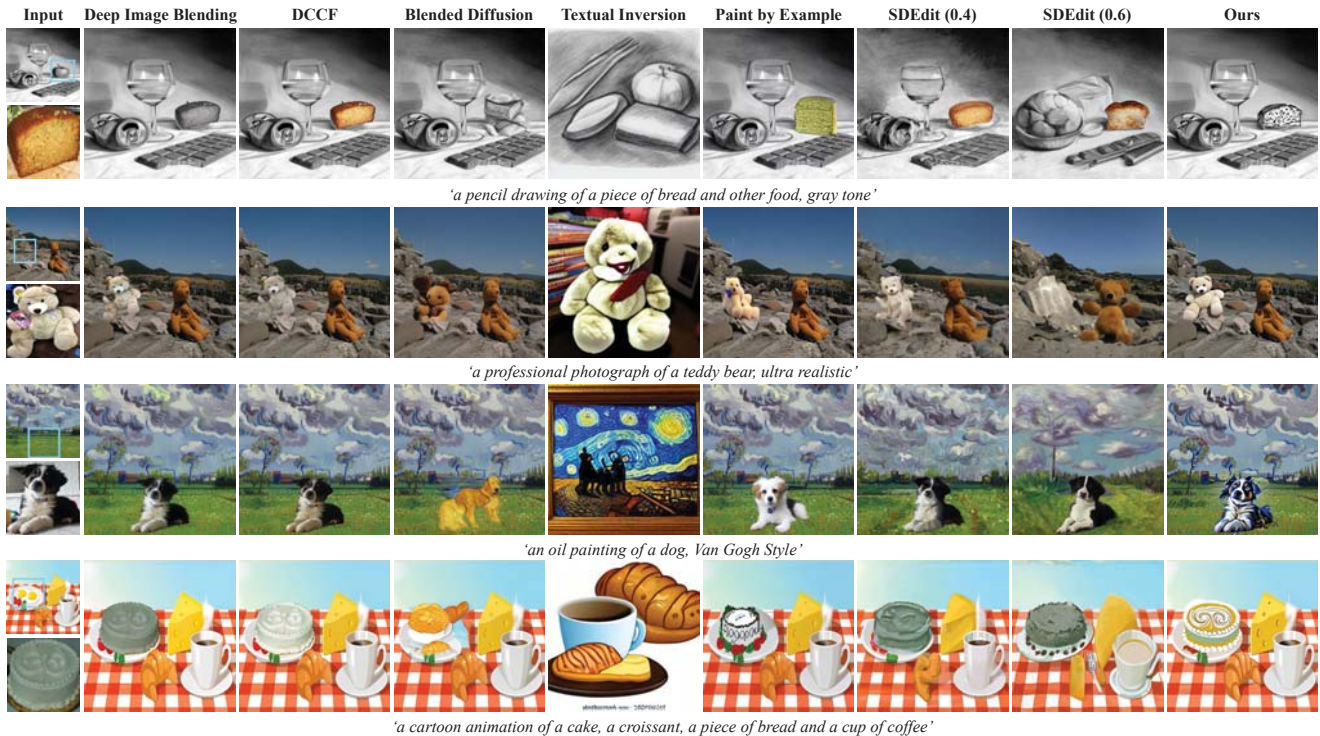 Input Deep Image Blending DCCF Blended Diffusion Textual Inversion Paint by Example SDEdit (0.4) SDEdit (0.6) Ours
'a pencil drawing of a piece of bread and other food, gray tone'
'a professional photograph of a teddy bear, ultra realistic'
'an oil painting of a dog, Van Gogh Style'
'a cartoon animation of a cake, a croissant, a piece of bread and a cup of coffee'